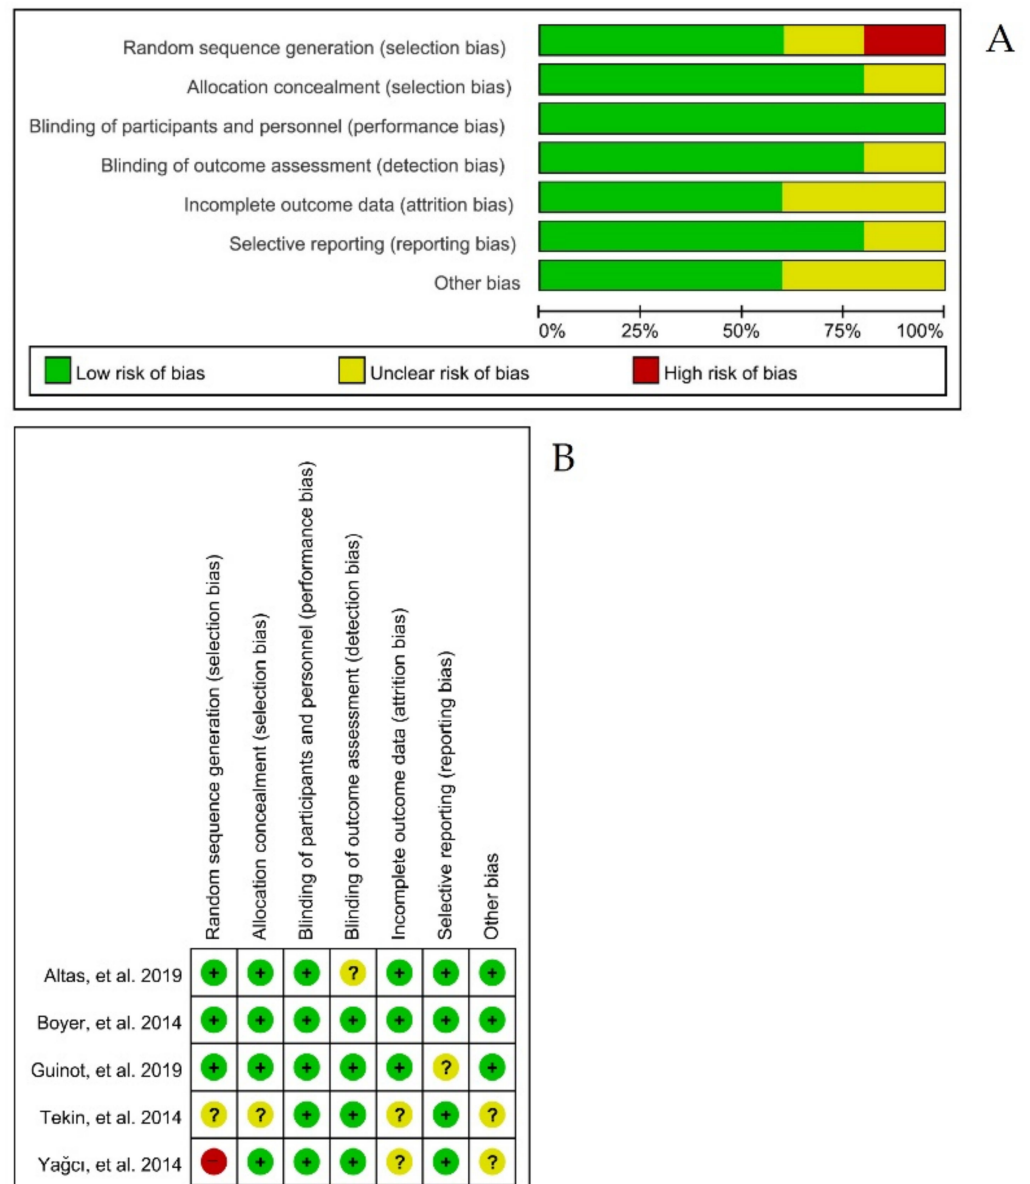 A
Random sequence generation (selection bias)
Allocation concealment (selection bias)
Blinding of participants and personnel (performance bias)
Blinding of outcome assessment (detection bias)
Incomplete outcome data (attrition bias)
Selective reporting (reporting bias)
Other bias
0% 25% 50% 75% 100%
Low risk of bias Unclear risk of bias High risk of bias
B
Random sequence generation (selection bias)
Allocation concealment (selection bias)
Blinding of participants and personnel (performance bias)
Blinding of outcome assessment (detection bias)
Incomplete outcome data (attrition bias)
Selective reporting (reporting bias)
Other bias
Altas, et al. 2019 + + + ? + + +
Boyer, et al. 2014 + + + + + + +
Guinot, et al. 2019 + + + + + ? +
Tekin, et al. 2014 ? ? + + ? + ?
Yağcı, et al. 2014 - + + + ? + ?